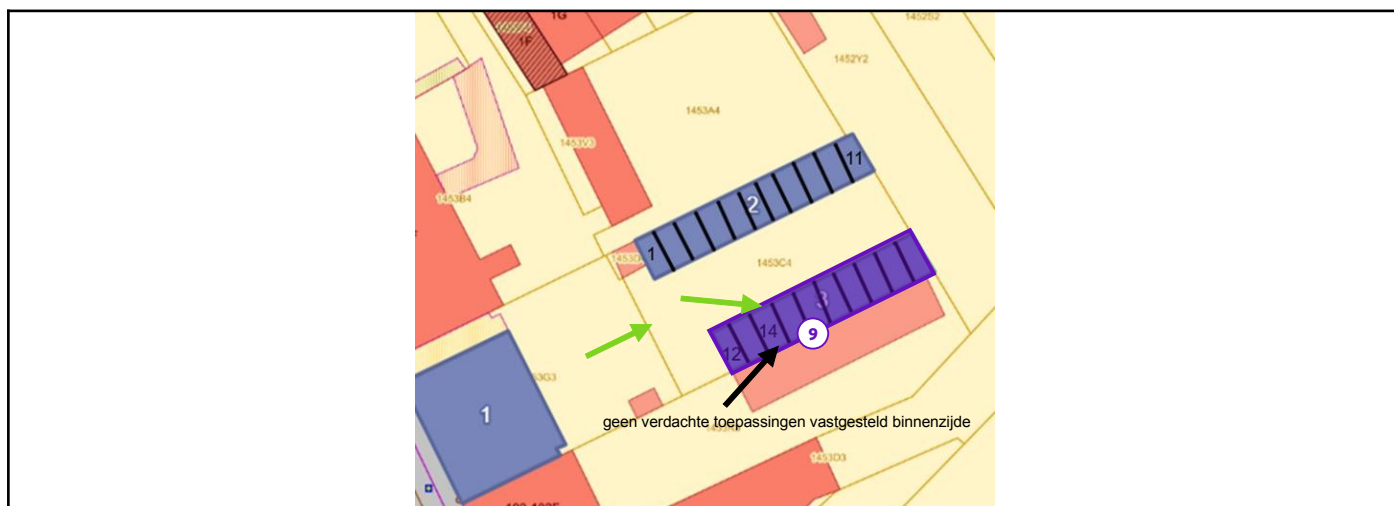 1G
1F
1452S2
1452Y2
1453A4
1453V3
11
1453B4
2
1
1453C4
3
14
9
12
1
geen verdachte toepassingen vastgesteld binnenzijde
1453D3